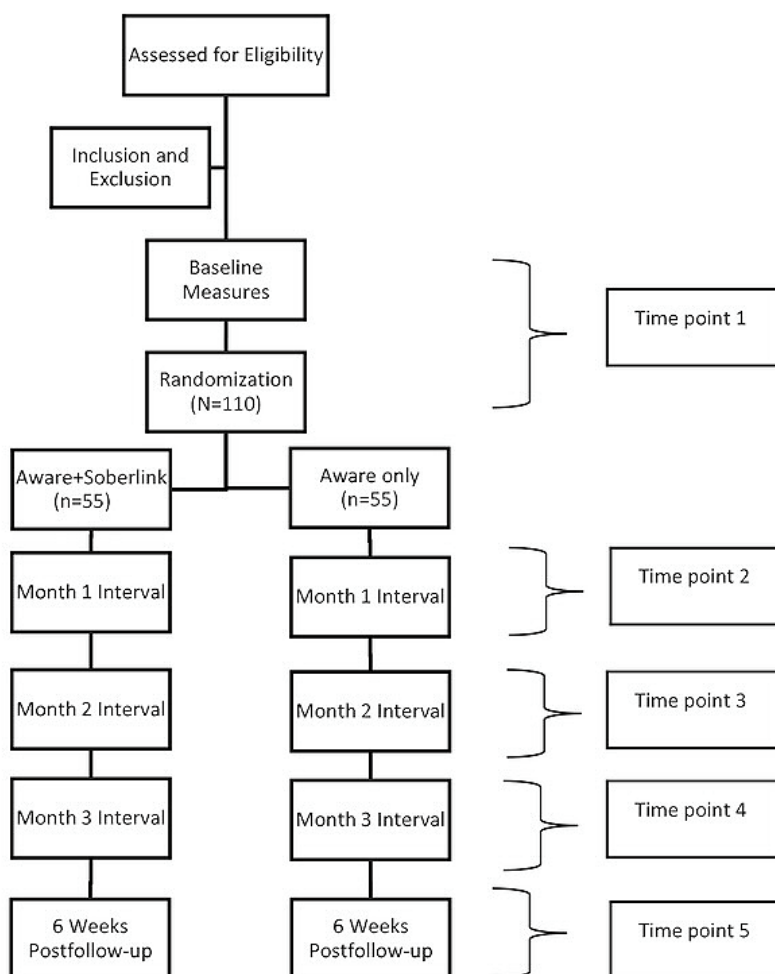 Assessed for Eligibility
Inclusion and
Exclusion
Baseline
Measures
Time point 1
Randomization
(N=110)
Aware+Soberlink
(n=55)
Aware only
(n=55)
Month 1 Interval
Month 1 Interval
Time point 2
Month 2 Interval
Month 2 Interval
Time point 3
Month 3 Interval
Month 3 Interval
Time point 4
6 Weeks
Postfollow-up
6 Weeks
Postfollow-up
Time point 5